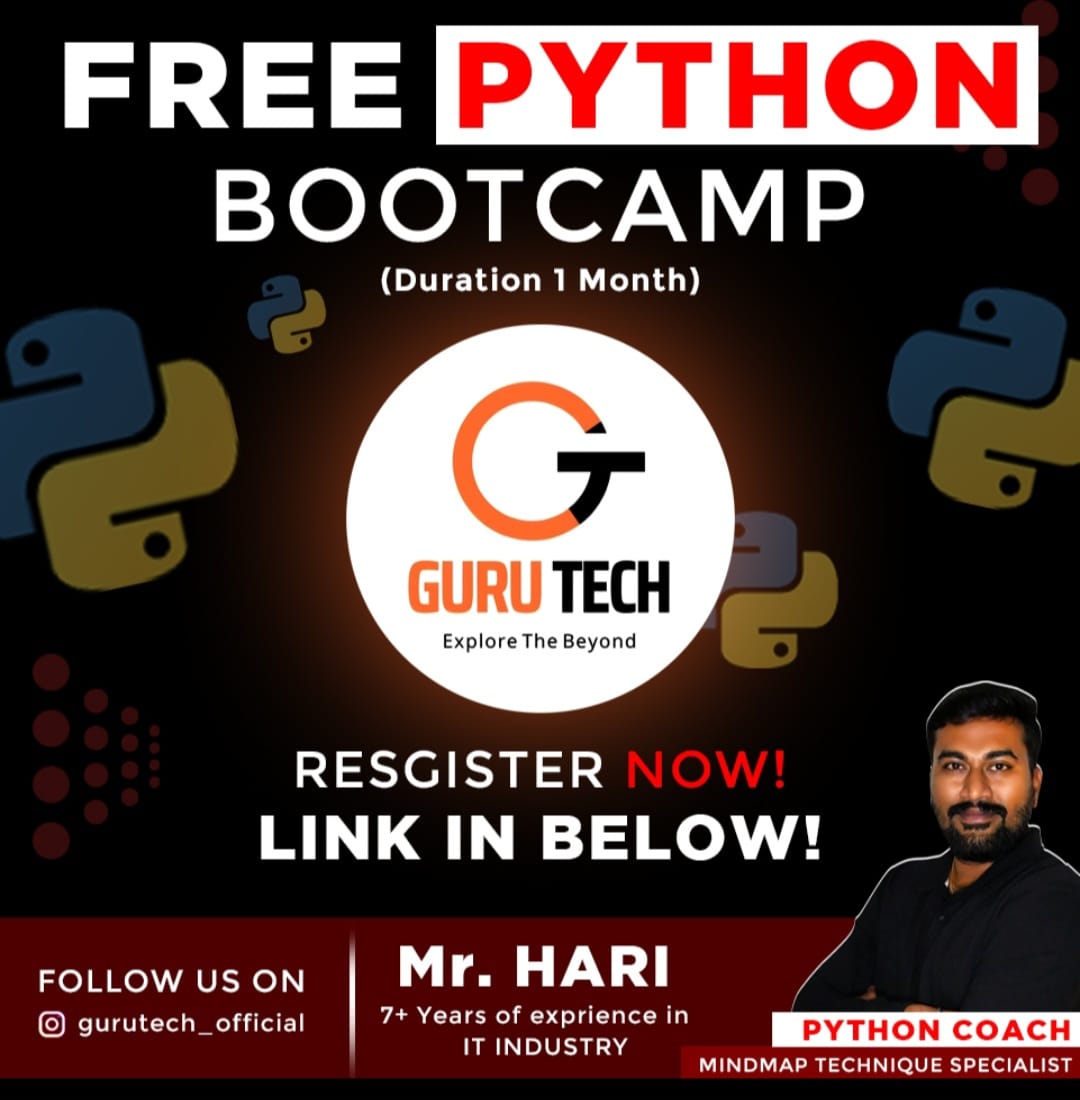 FREE PYTHON
BOOTCAMP
(Duration 1 Month)
GT
GURU TECH
Explore The Beyond
RESGISTER NOW!
LINK IN BELOW!
FOLLOW US ON
gurutech_official
Mr. HARI
7+ Years of exprience in
IT INDUSTRY
PYTHON COACH
MINDMAP TECHNIQUE SPECIALIST